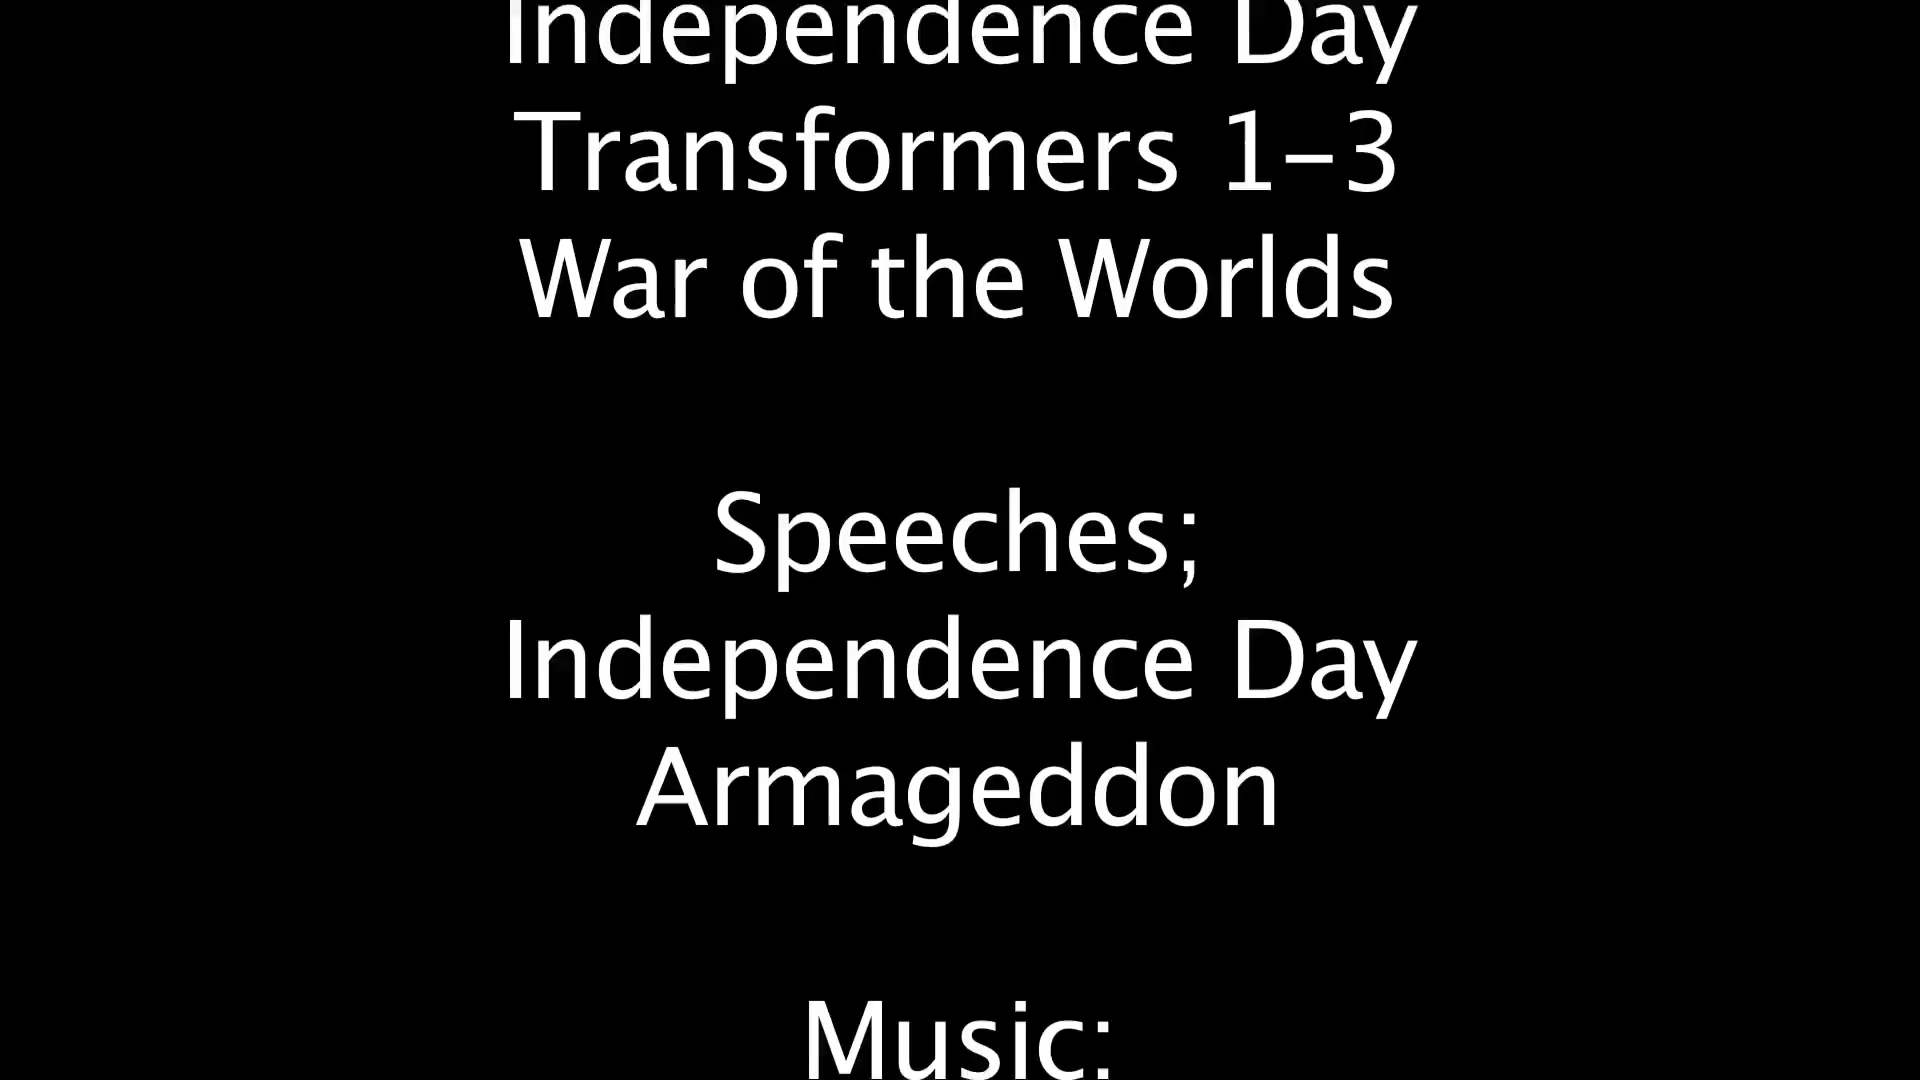 Independence Day
Transformers 1-3
War of the Worlds
Speeches;
Independence Day
Armageddon
Music: